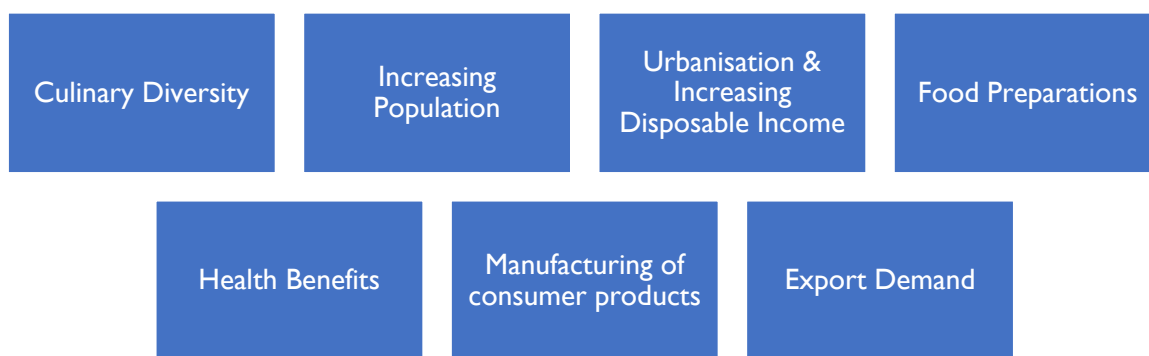 Culinary Diversity
Increasing
Population
Urbanisation &
Increasing
Disposable Income
Food Preparations
Health Benefits
Manufacturing of
consumer products
Export Demand